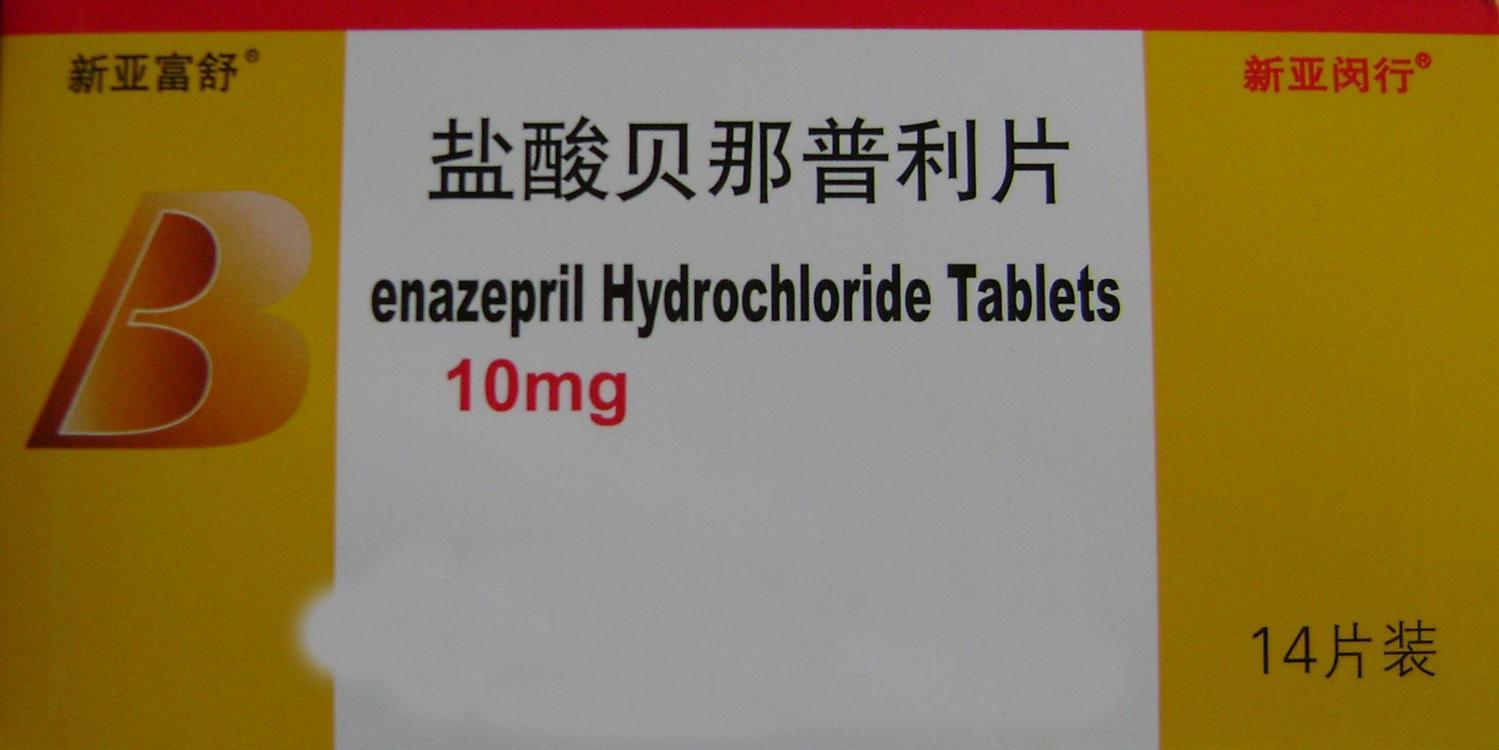 新亚富舒®
新亚闵行®
盐酸贝那普利片
enazepril Hydrochloride Tablets
10mg
14片装